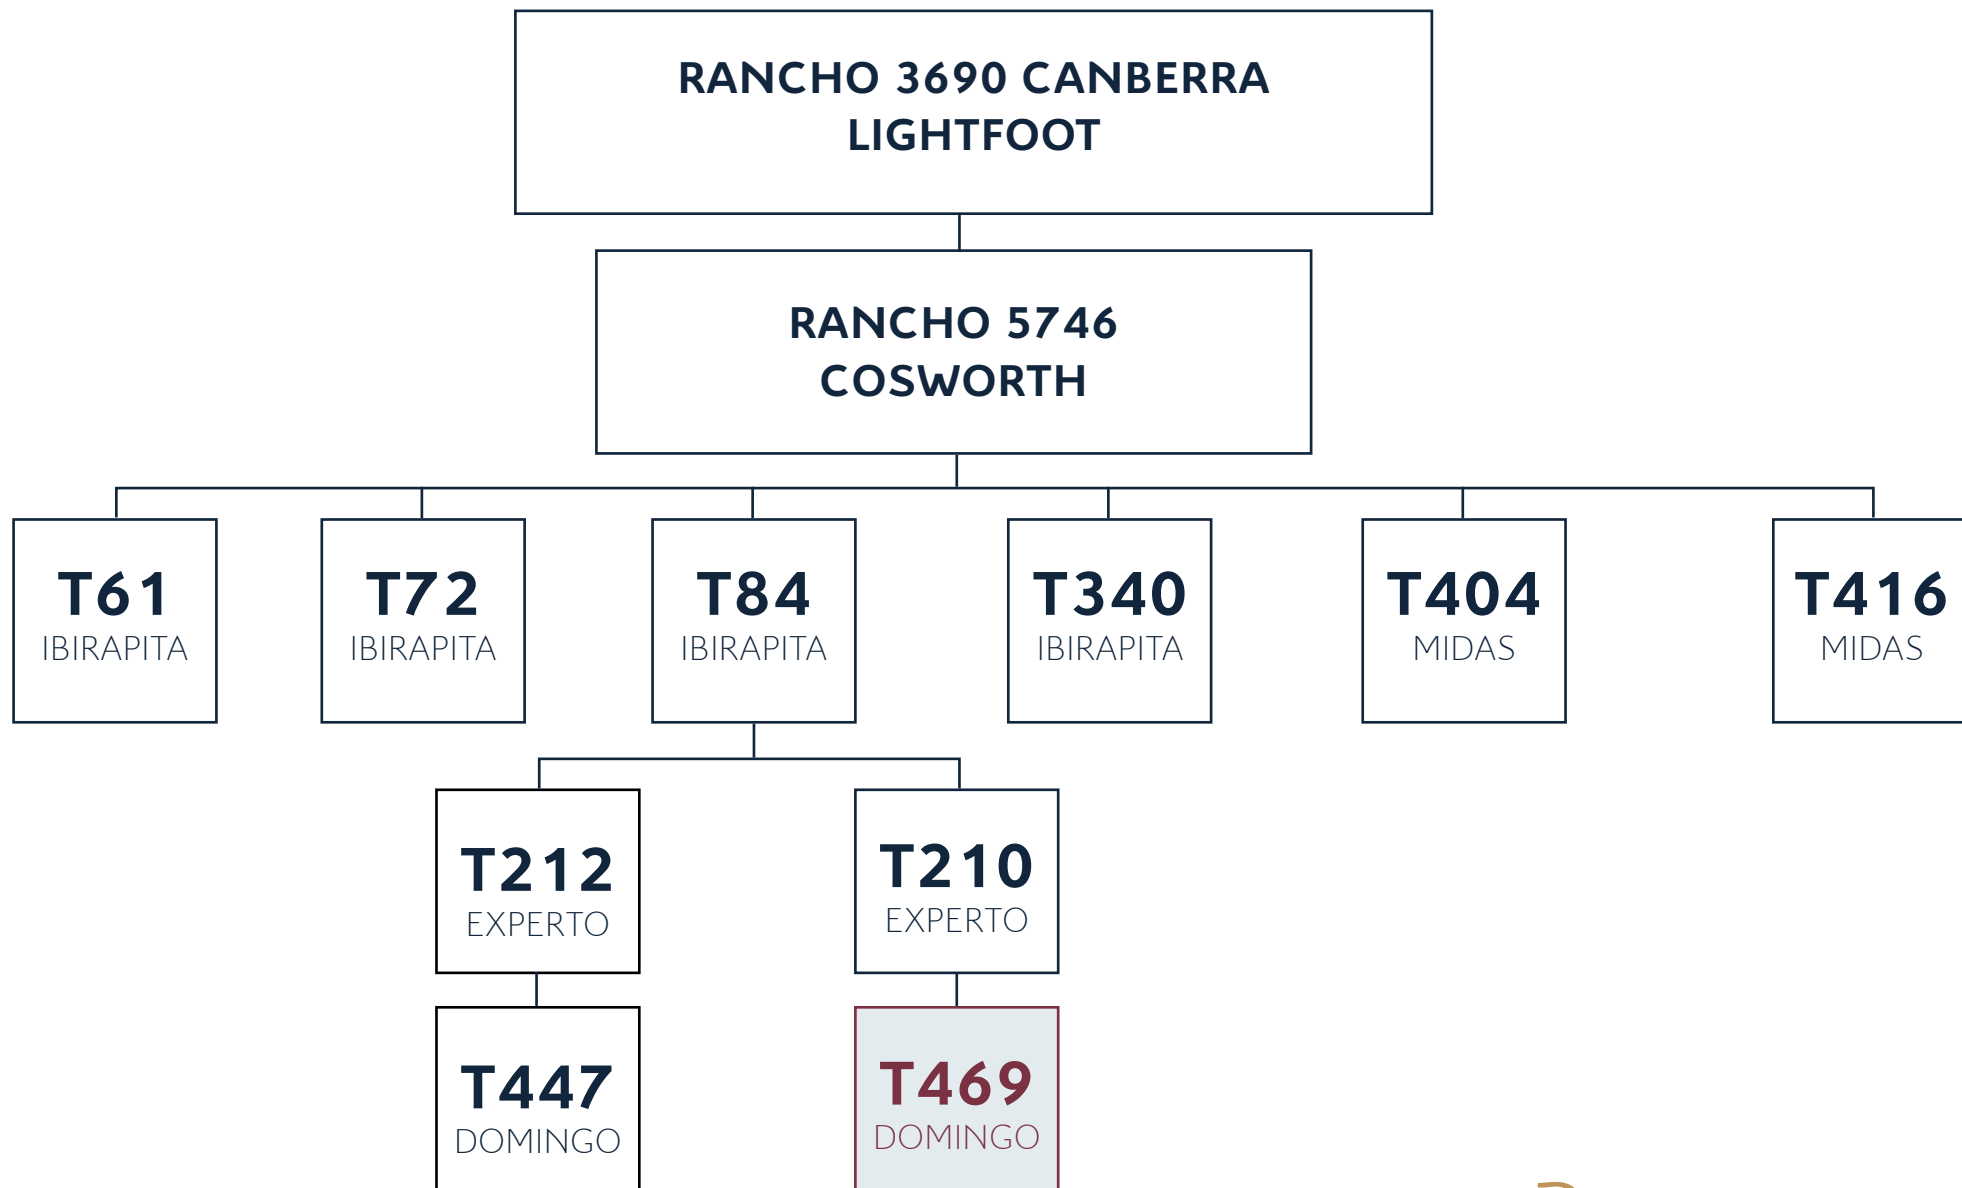 RANCHO 3690 CANBERRA
LIGHTFOOT
RANCHO 5746
COSWORTH
T61
IBIRAPITA
T72
IBIRAPITA
T84
IBIRAPITA
T340
IBIRAPITA
T404
MIDAS
T416
MIDAS
T212
EXPERTO
T210
EXPERTO
T447
DOMINGO
T469
DOMINGO